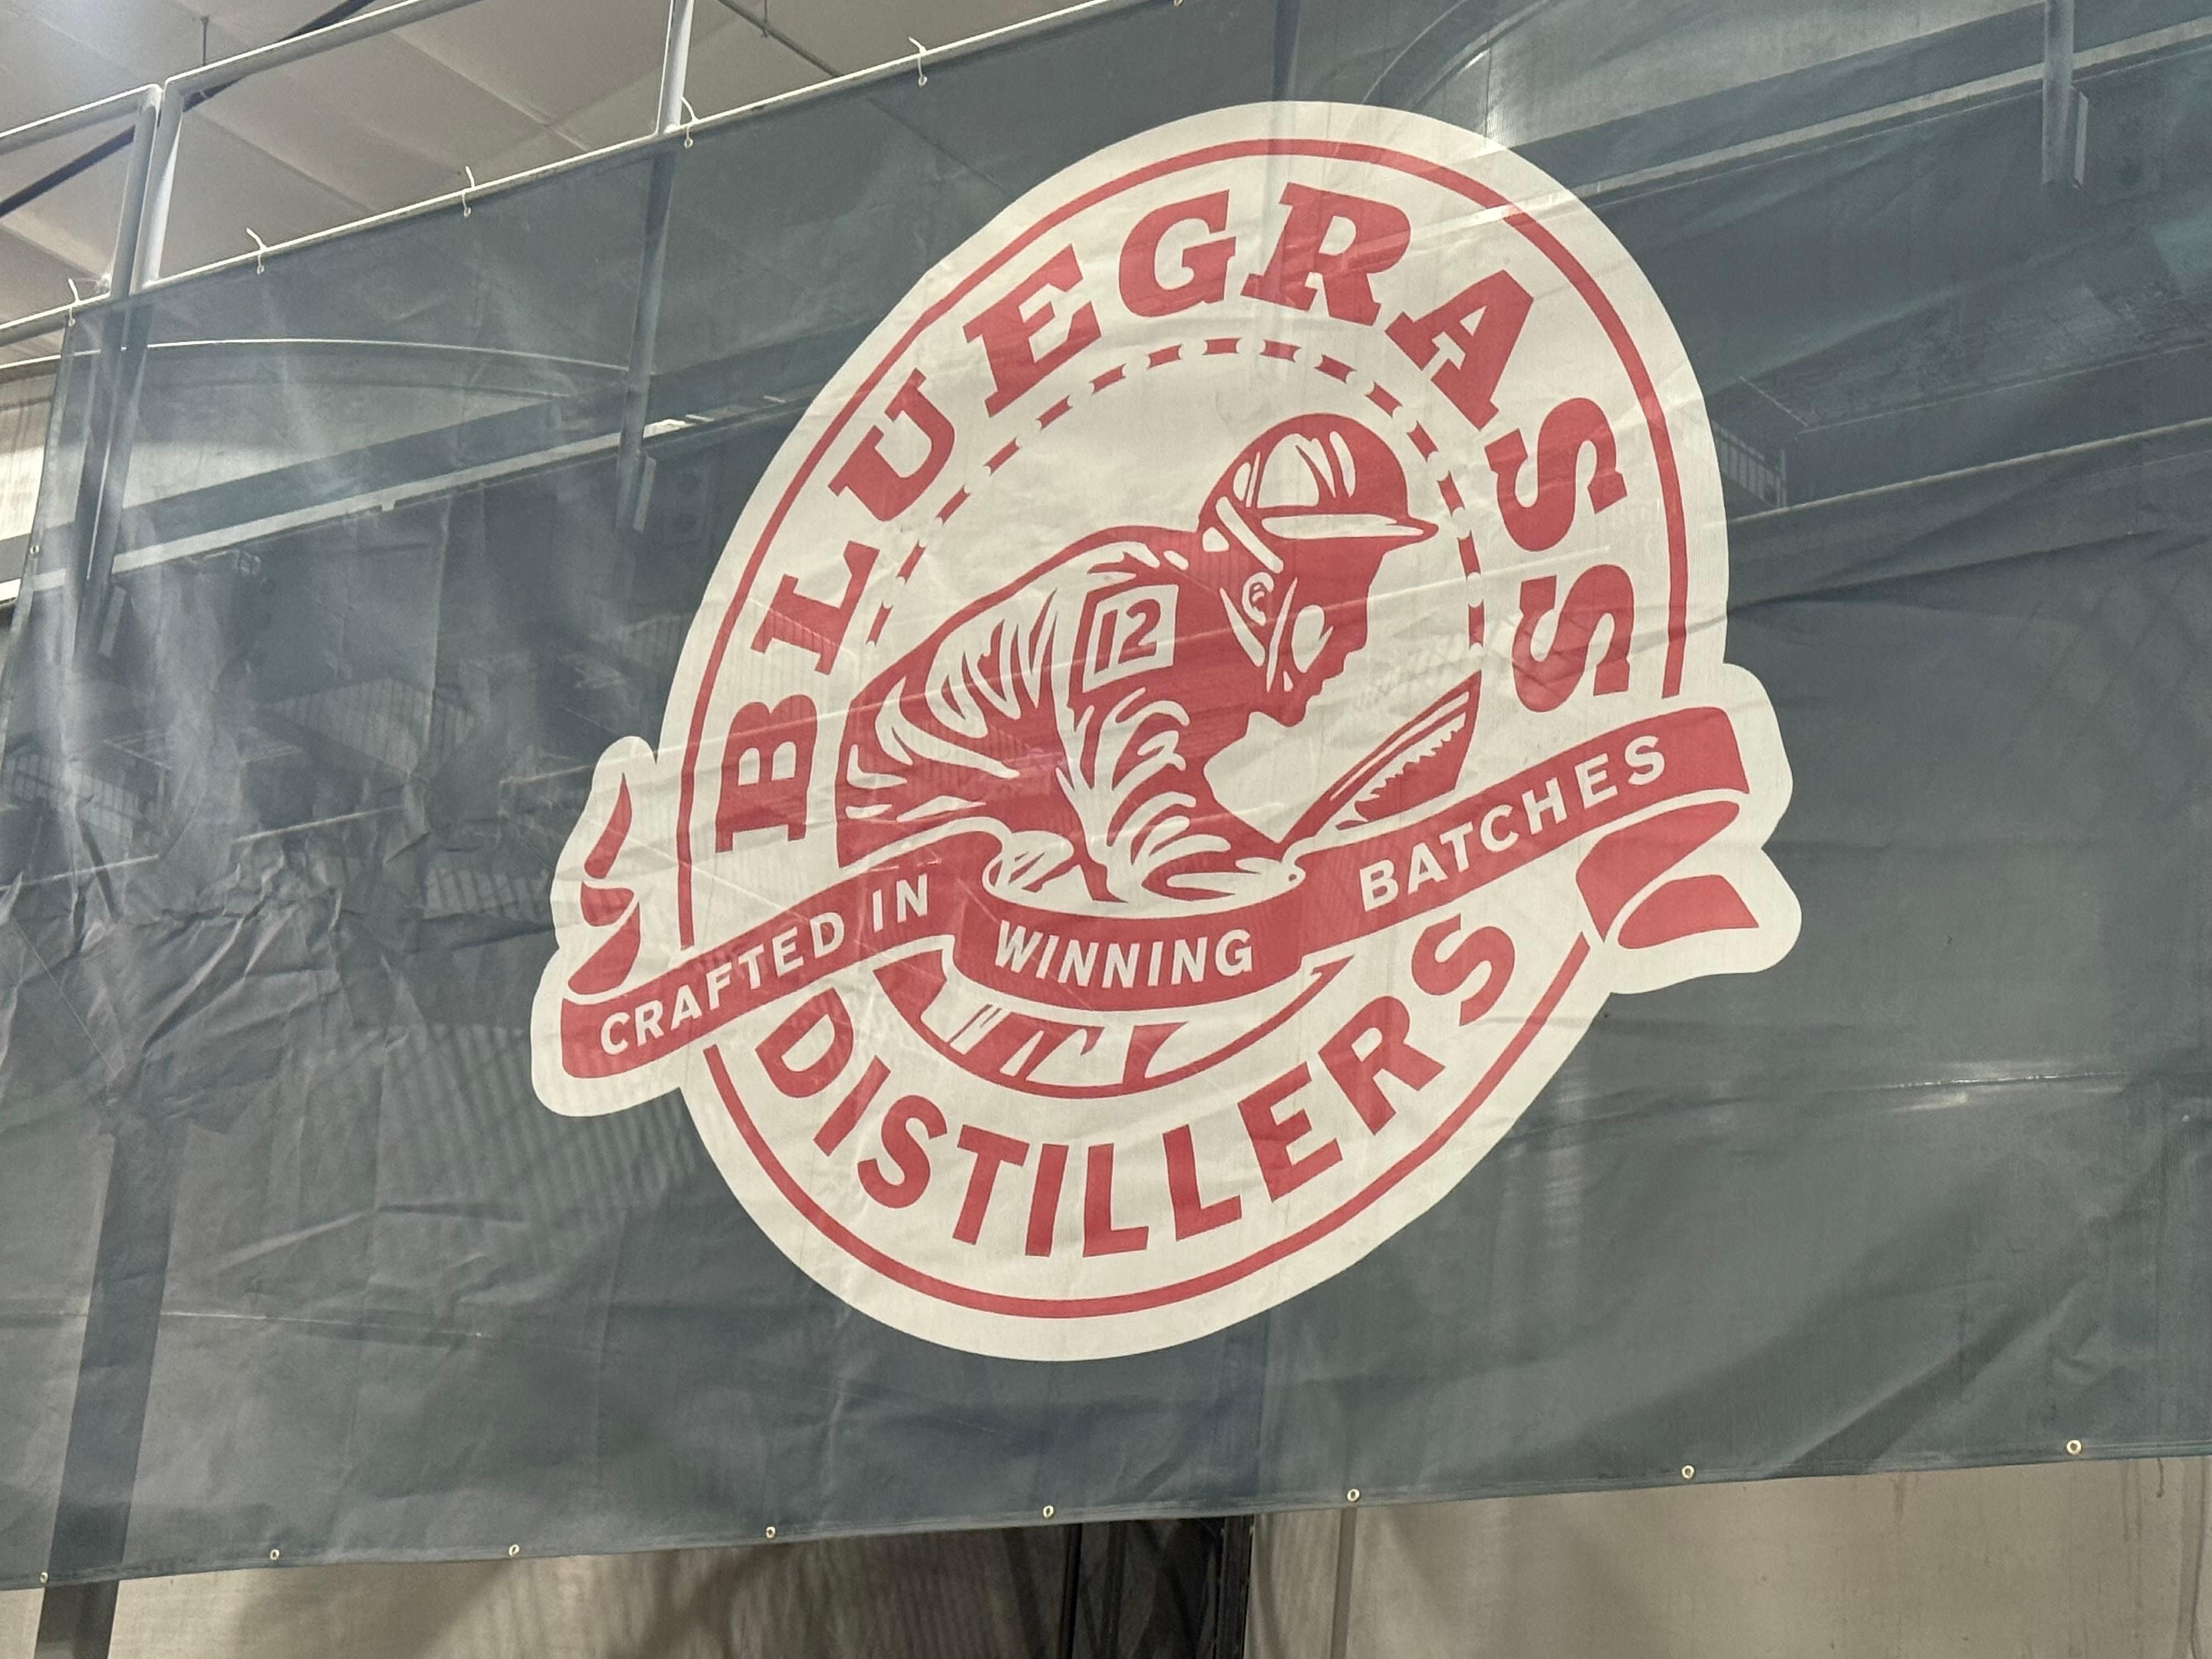 BLUEGRASS
12
CRAFTED IN WINNING BATCHES
DISTILLERS